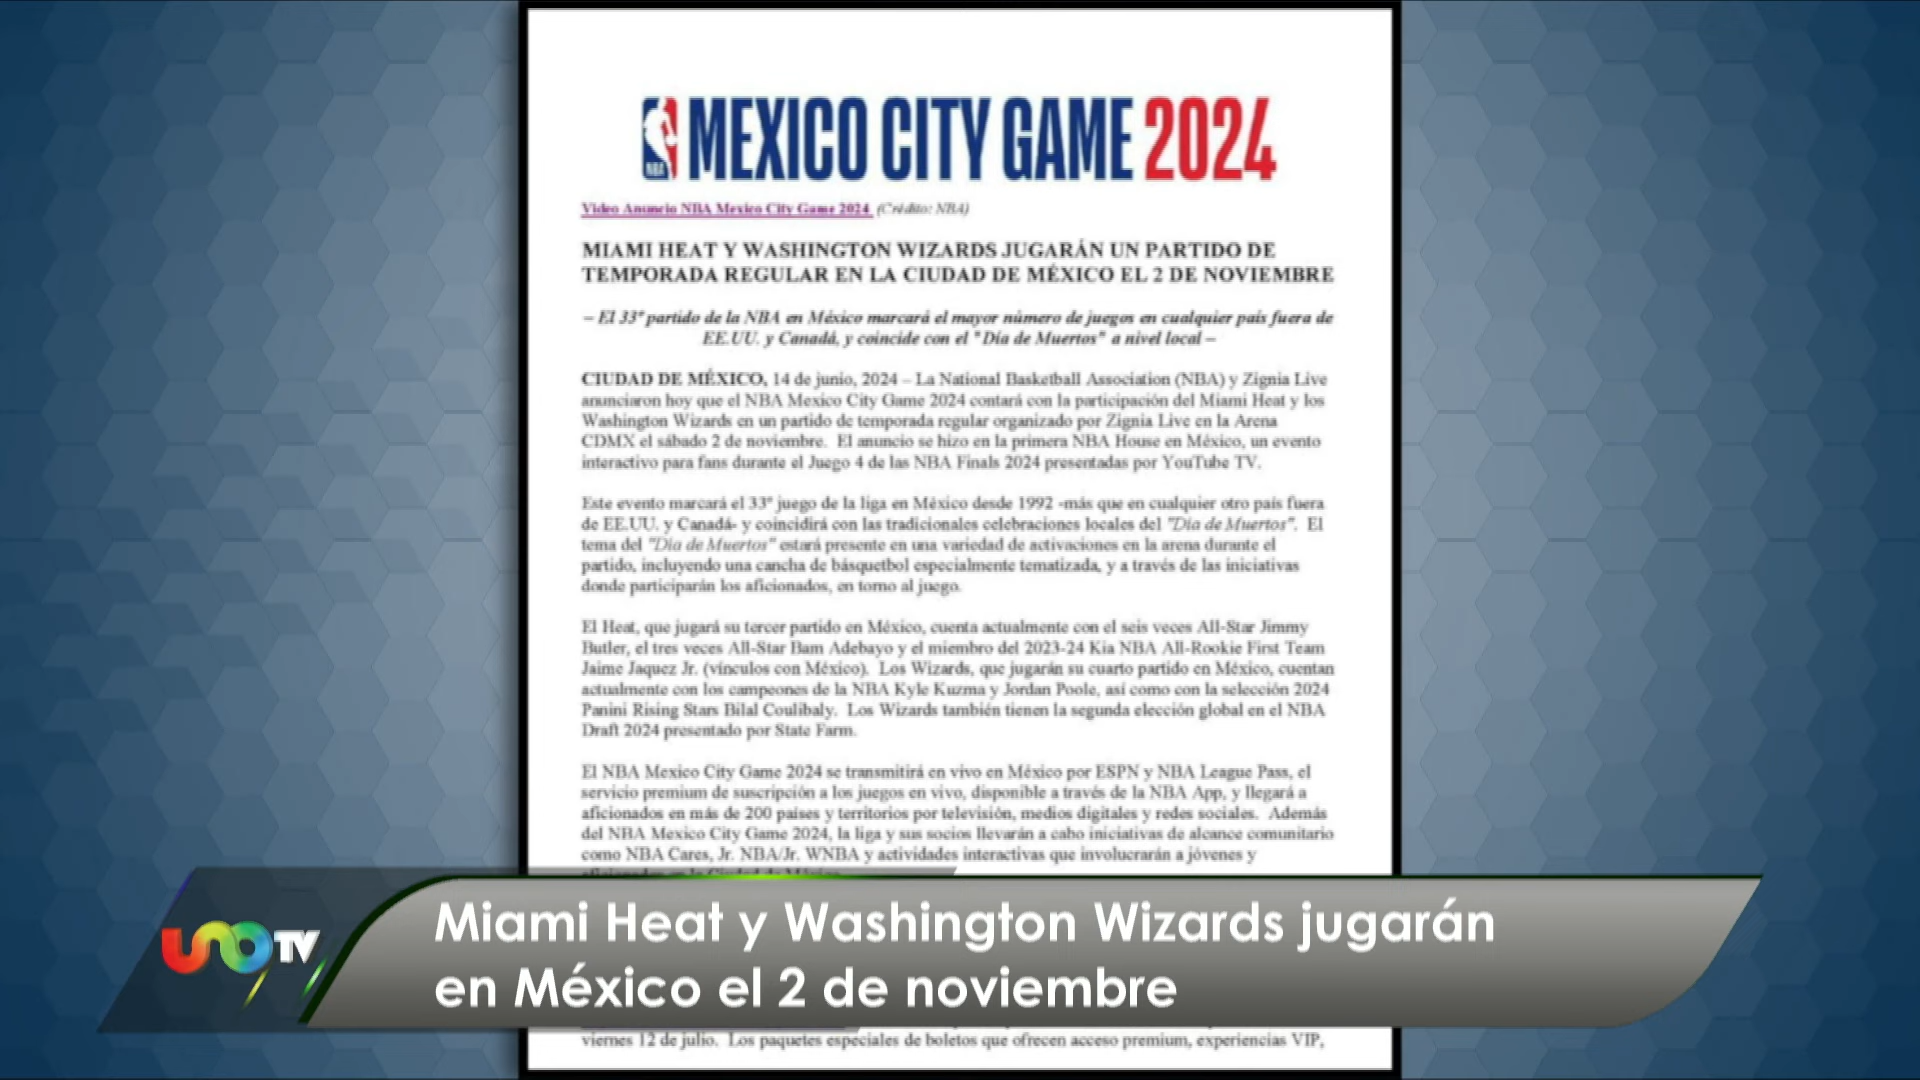 NBA MEXICO CITY GAME 2024
Video Anuncio NBA Mexico City Game 2024 (Crédito: NBA)
MIAMI HEAT Y WASHINGTON WIZARDS JUGARÁN UN PARTIDO DE
TEMPORADA REGULAR EN LA CIUDAD DE MÉXICO EL 2 DE NOVIEMBRE
– El 33º partido de la NBA en México marcará el mayor número de juegos en cualquier país fuera de
EE.UU. y Canadá, y coincide con el "Día de Muertos" a nivel local –
CIUDAD DE MÉXICO, 14 de junio, 2024 – La National Basketball Association (NBA) y Zignia Live
anunciaron hoy que el NBA Mexico City Game 2024 contará con la participación del Miami Heat y los
Washington Wizards en un partido de temporada regular organizado por Zignia Live en la Arena
CDMX el sábado 2 de noviembre. El anuncio se hizo en la primera NBA House en México, un evento
interactivo para fans durante el Juego 4 de las NBA Finals 2024 presentadas por YouTube TV.
Este evento marcará el 33º juego de la liga en México desde 1992 -más que en cualquier otro país fuera
de EE.UU. y Canadá- y coincidirá con las tradicionales celebraciones locales del "Día de Muertos". El
tema del "Día de Muertos" estará presente en una variedad de activaciones en la arena durante el
partido, incluyendo una cancha de básquetbol especialmente tematizada, y a través de las iniciativas
donde participarán los aficionados, en torno al juego.
El Heat, que jugará su tercer partido en México, cuenta actualmente con el seis veces All-Star Jimmy
Butler, el tres veces All-Star Bam Adebayo y el miembro del 2023-24 Kia NBA All-Rookie First Team
Jaime Jaquez Jr. (vínculos con México). Los Wizards, que jugarán su cuarto partido en México, cuentan
actualmente con los campeones de la NBA Kyle Kuzma y Jordan Poole, así como con la selección 2024
Panini Rising Stars Bilal Coulibaly. Los Wizards también tienen la segunda elección global en el NBA
Draft 2024 presentado por State Farm.
El NBA Mexico City Game 2024 se transmitirá en vivo en México por ESPN y NBA League Pass, el
servicio premium de suscripción a los juegos en vivo, disponible a través de la NBA App, y llegará a
aficionados en más de 200 países y territorios por televisión, medios digitales y redes sociales. Además
del NBA Mexico City Game 2024, la liga y sus socios llevarán a cabo iniciativas de alcance comunitario
como NBA Cares, Jr. NBA/Jr. WNBA y actividades interactivas que involucrarán a jóvenes y
aficionados en la Ciudad de México.
UNO TV
Miami Heat y Washington Wizards jugarán
en México el 2 de noviembre
viernes 12 de julio. Los paquetes especiales de boletos que ofrecen acceso premium, experiencias VIP,